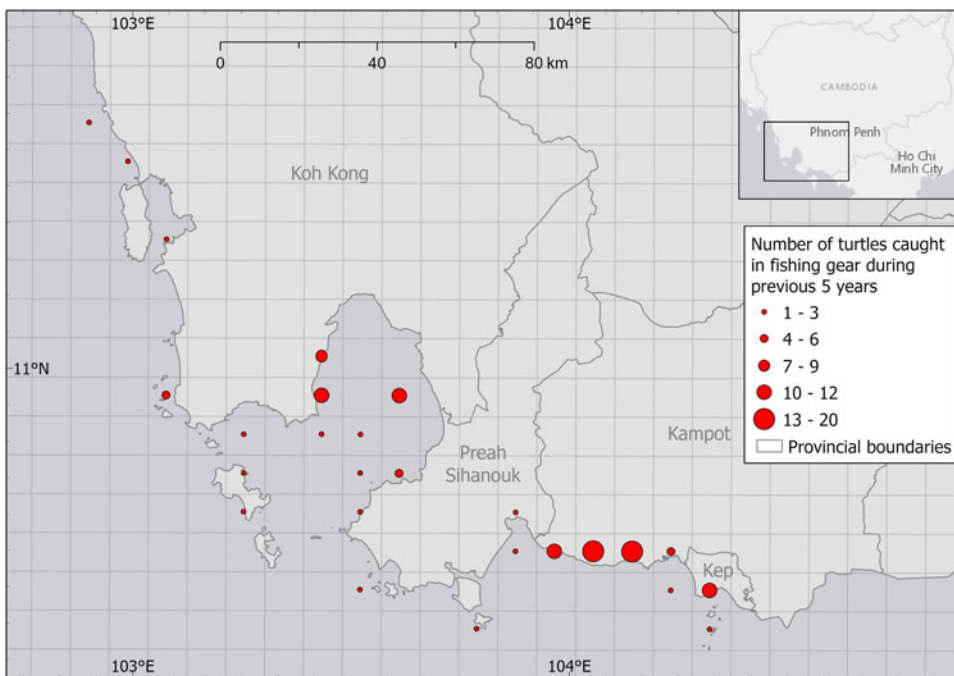 103°E
104°E
0 40 80 km
CAMBODIA
Phnom Penh
Ho Chi
Minh City
Koh Kong
Number of turtles caught
in fishing gear during
previous 5 years
1 - 3
4 - 6
7 - 9
10 - 12
13 - 20
Provincial boundaries
11°N
Kampot
Preah
Sihanouk
Kep
103°E
104°E